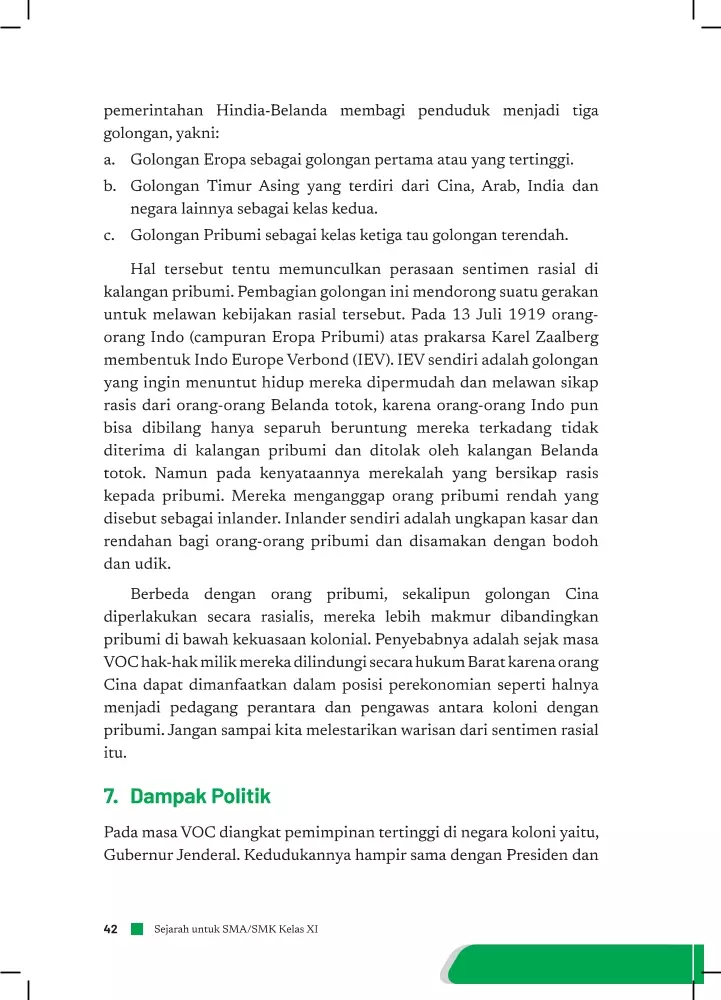 pemerintahan Hindia-Belanda membagi penduduk menjadi tiga
golongan, yakni:
a. Golongan Eropa sebagai golongan pertama atau yang tertinggi.
b. Golongan Timur Asing yang terdiri dari Cina, Arab, India dan
negara lainnya sebagai kelas kedua.
c. Golongan Pribumi sebagai kelas ketiga tau golongan terendah.
Hal tersebut tentu memunculkan perasaan sentimen rasial di
kalangan pribumi. Pembagian golongan ini mendorong suatu gerakan
untuk melawan kebijakan rasial tersebut. Pada 13 Juli 1919 orang-
orang Indo (campuran Eropa Pribumi) atas prakarsa Karel Zaalberg
membentuk Indo Europe Verbond (IEV). IEV sendiri adalah golongan
yang ingin menuntut hidup mereka dipermudah dan melawan sikap
rasis dari orang-orang Belanda totok, karena orang-orang Indo pun
bisa dibilang hanya separuh beruntung mereka terkadang tidak
diterima di kalangan pribumi dan ditolak oleh kalangan Belanda
totok. Namun pada kenyataannya merekalah yang bersikap rasis
kepada pribumi. Mereka menganggap orang pribumi rendah yang
disebut sebagai inlander. Inlander sendiri adalah ungkapan kasar dan
rendahan bagi orang-orang pribumi dan disamakan dengan bodoh
dan udik.
Berbeda dengan orang pribumi, sekalipun golongan Cina
diperlakukan secara rasialis, mereka lebih makmur dibandingkan
pribumi di bawah kekuasaan kolonial. Penyebabnya adalah sejak masa
VOC hak-hak milik mereka dilindungi secara hukum Barat karena orang
Cina dapat dimanfaatkan dalam posisi perekonomian seperti halnya
menjadi pedagang perantara dan pengawas antara koloni dengan
pribumi. Jangan sampai kita melestarikan warisan dari sentimen rasial
itu.
7. Dampak Politik
Pada masa VOC diangkat pemimpinan tertinggi di negara koloni yaitu,
Gubernur Jenderal. Kedudukannya hampir sama dengan Presiden dan
42 Sejarah untuk SMA/SMK Kelas XI